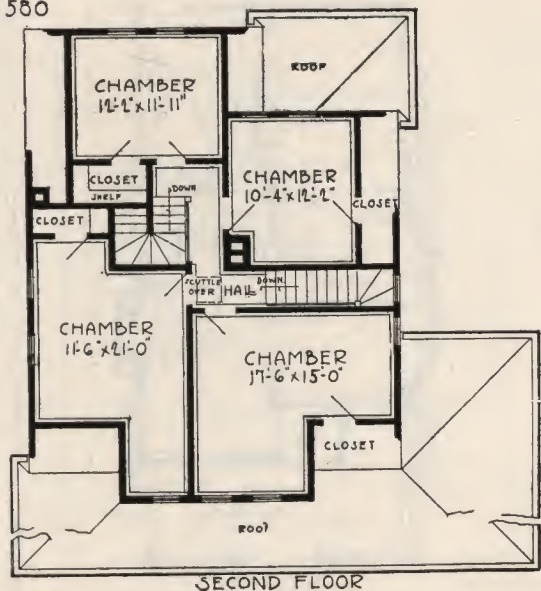 580
ROOF
CHAMBER
12'-2" x 11'-11"
CLOSET
SHELF
DOWN
CHAMBER
10'-4" x 12'-2"
CLOSET
CLOSET
SCUTTLE
OVER
HALL
DOWN
CHAMBER
11'-6" x 21'-0"
CHAMBER
17'-6" x 15'-0"
CLOSET
ROOF
SECOND FLOOR